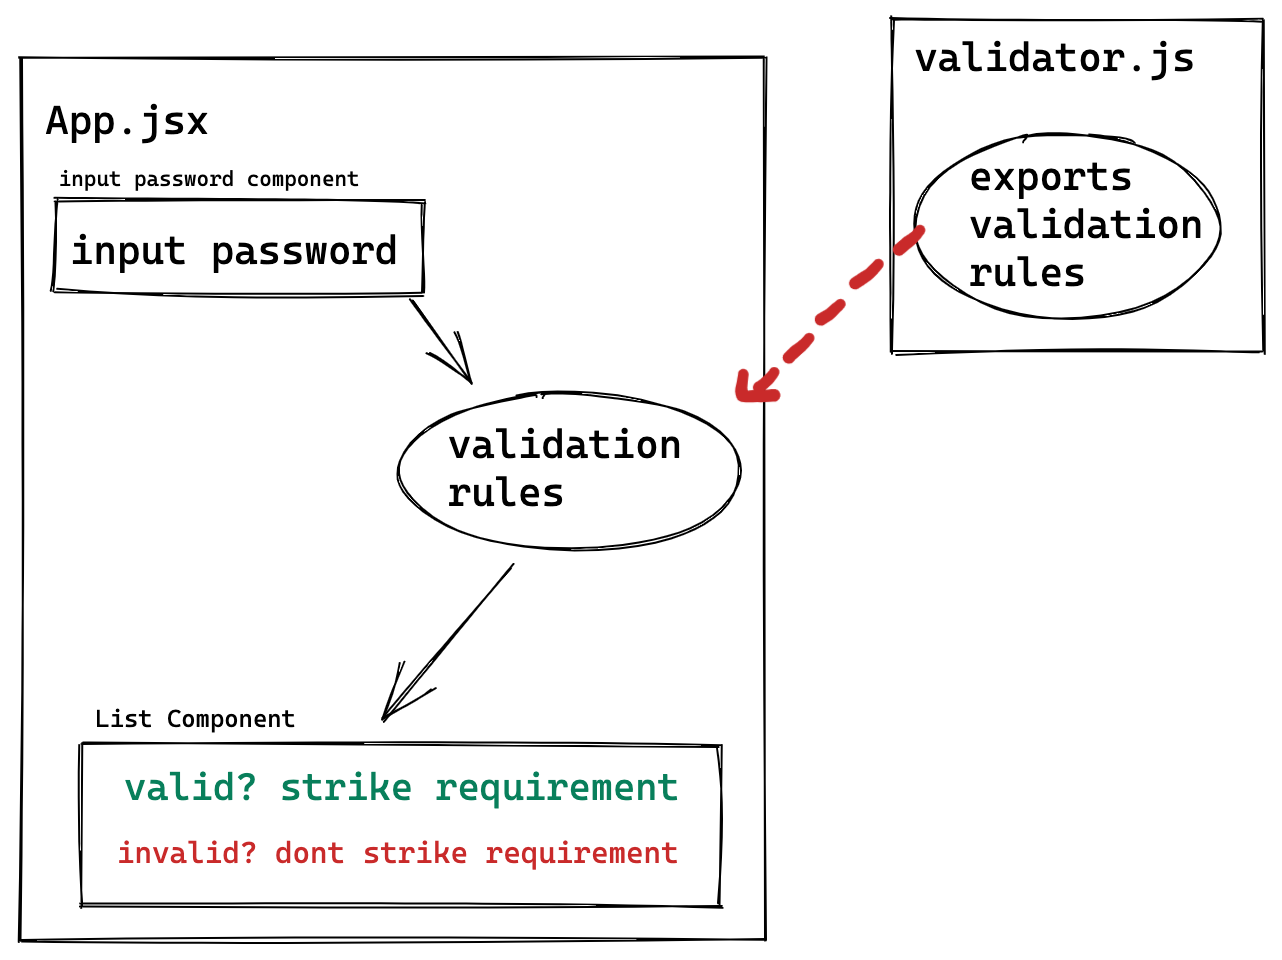 validator.js
App.jsx
exports
validation
rules
input password component
input password
validation
rules
List Component
valid? strike requirement
invalid? dont strike requirement